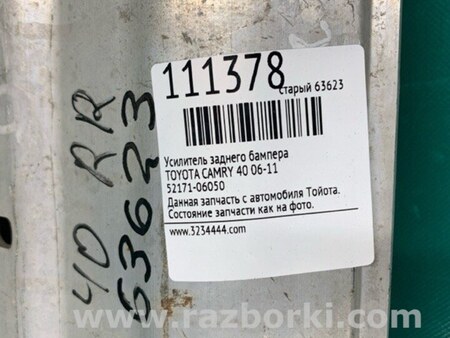 111378
старый 63623
Усилитель заднего бампера
TOYOTA CAMRY 40 06-11
52171-06050
Данная запчасть с автомобиля Тойота.
Состояние запчасти как на фото.
www.3234444.com
40 RR
63623
www.razborki.com